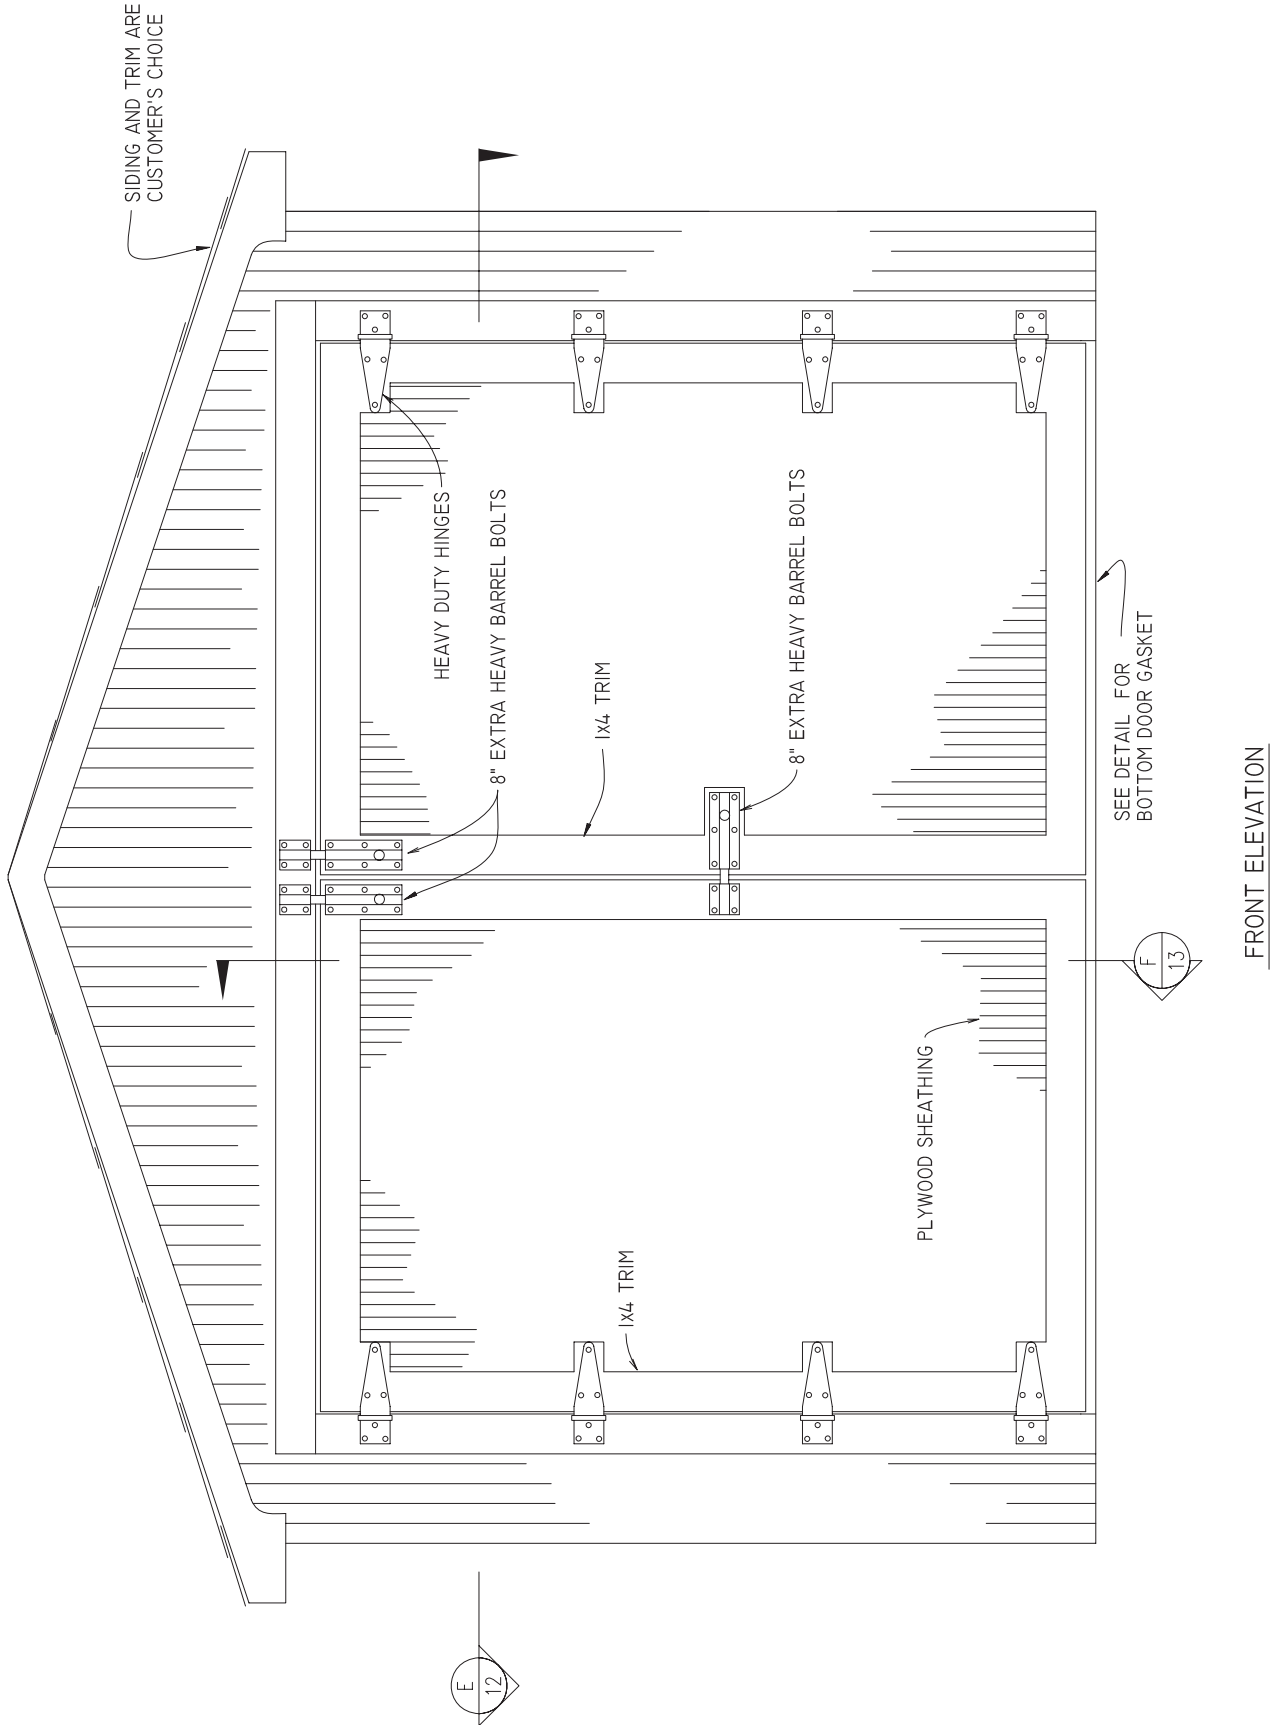 SIDING AND TRIM ARE
CUSTOMER'S CHOICE
HEAVY DUTY HINGES
8" EXTRA HEAVY BARREL BOLTS
1x4 TRIM
8" EXTRA HEAVY BARREL BOLTS
SEE DETAIL FOR
BOTTOM DOOR GASKET
PLYWOOD SHEATHING
1x4 TRIM
F
13
E
12
FRONT ELEVATION